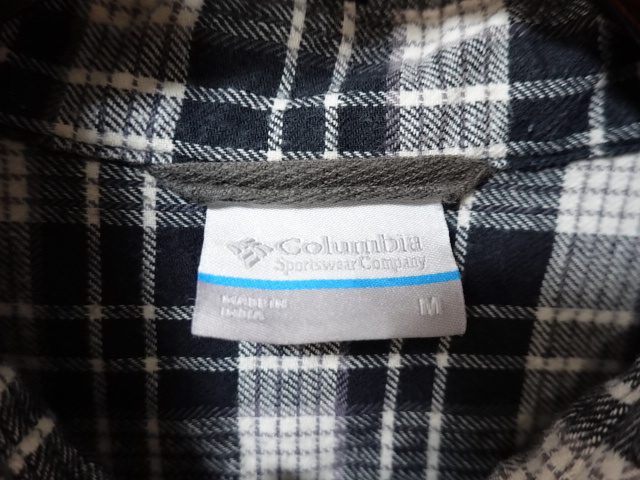 Columbia
Sportswear Company
MADE IN
INDIA
M